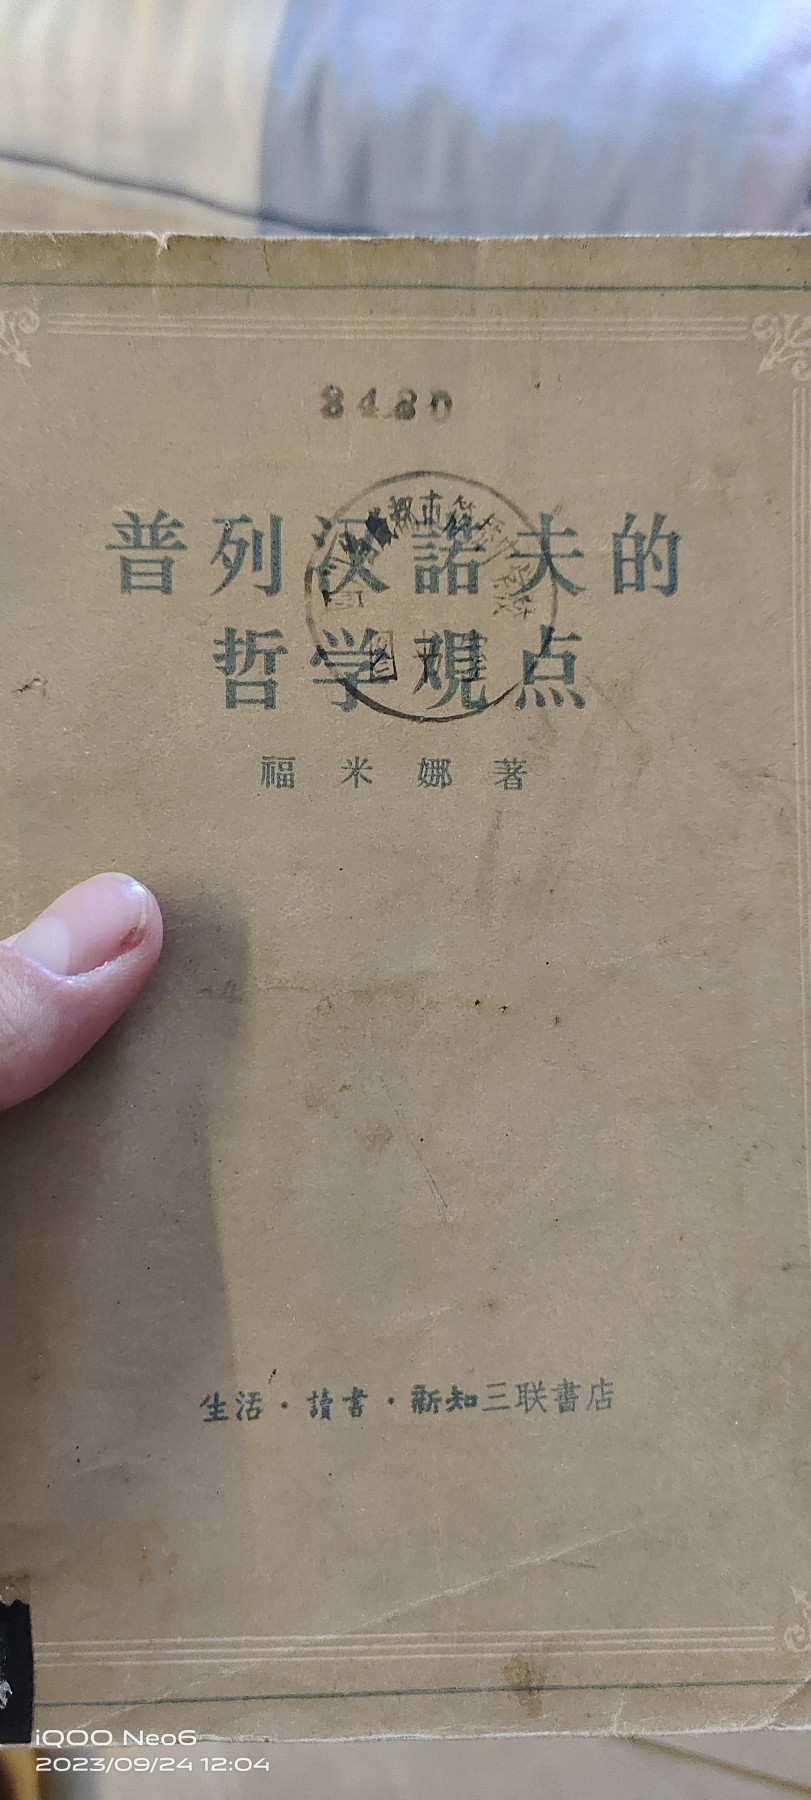 8480
普列汉諾夫的
哲学观点
福米娜著
生活·讀書·新知三联書店
iQOO Neo6
2023/09/24 12:04